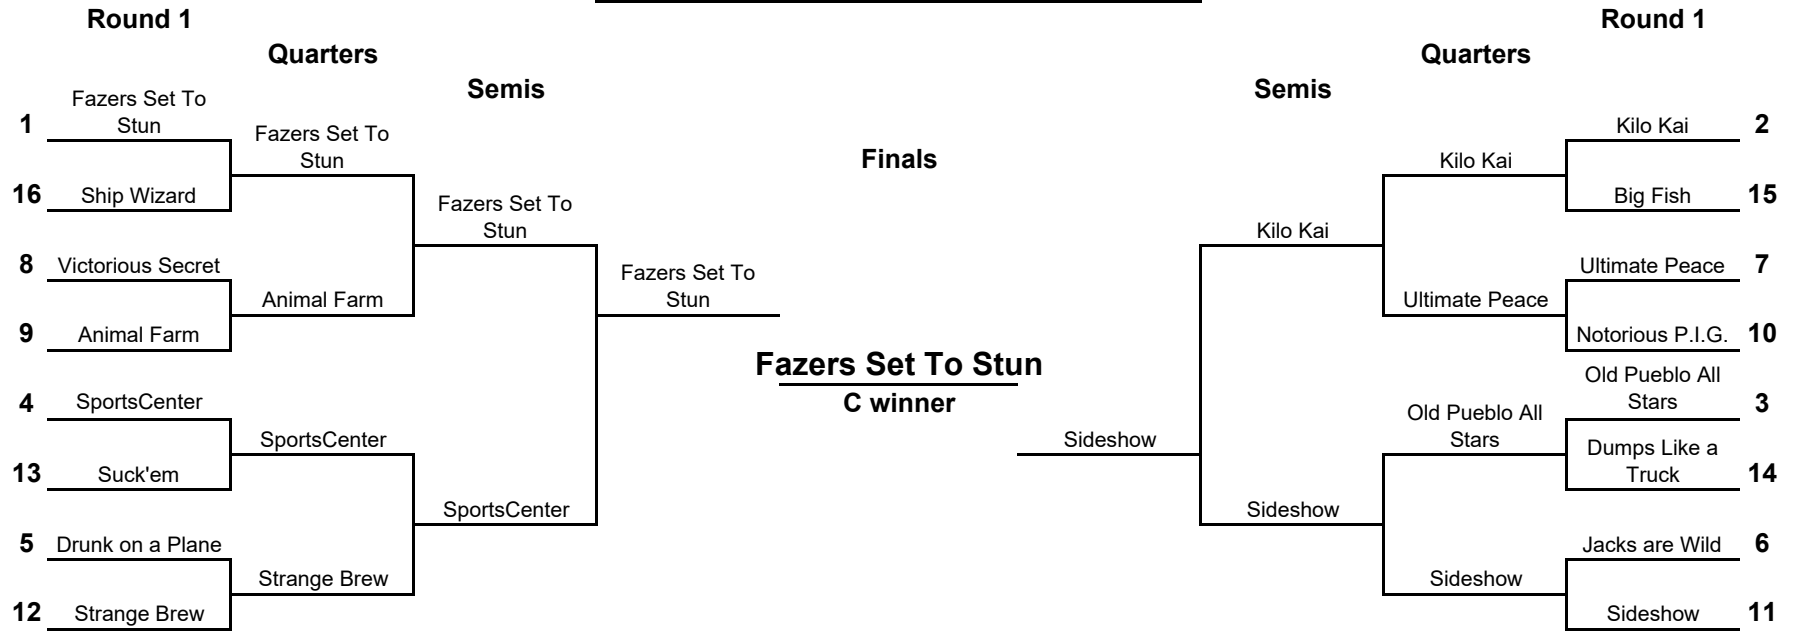 Round 1
Round 1
Quarters
Quarters
Semis
Semis
Finals
1
Fazers Set To
Stun
16
Ship Wizard
8
Victorious Secret
9
Animal Farm
4
SportsCenter
13
Suck'em
5
Drunk on a Plane
12
Strange Brew
Fazers Set To
Stun
Animal Farm
SportsCenter
Strange Brew
Fazers Set To
Stun
SportsCenter
Fazers Set To
Stun
Fazers Set To Stun
C winner
Sideshow
Kilo Kai
Sideshow
Kilo Kai
Ultimate Peace
Old Pueblo All
Stars
Sideshow
Kilo Kai
2
Big Fish
15
Ultimate Peace
7
Notorious P.I.G.
10
Old Pueblo All
Stars
3
Dumps Like a
Truck
14
Jacks are Wild
6
Sideshow
11